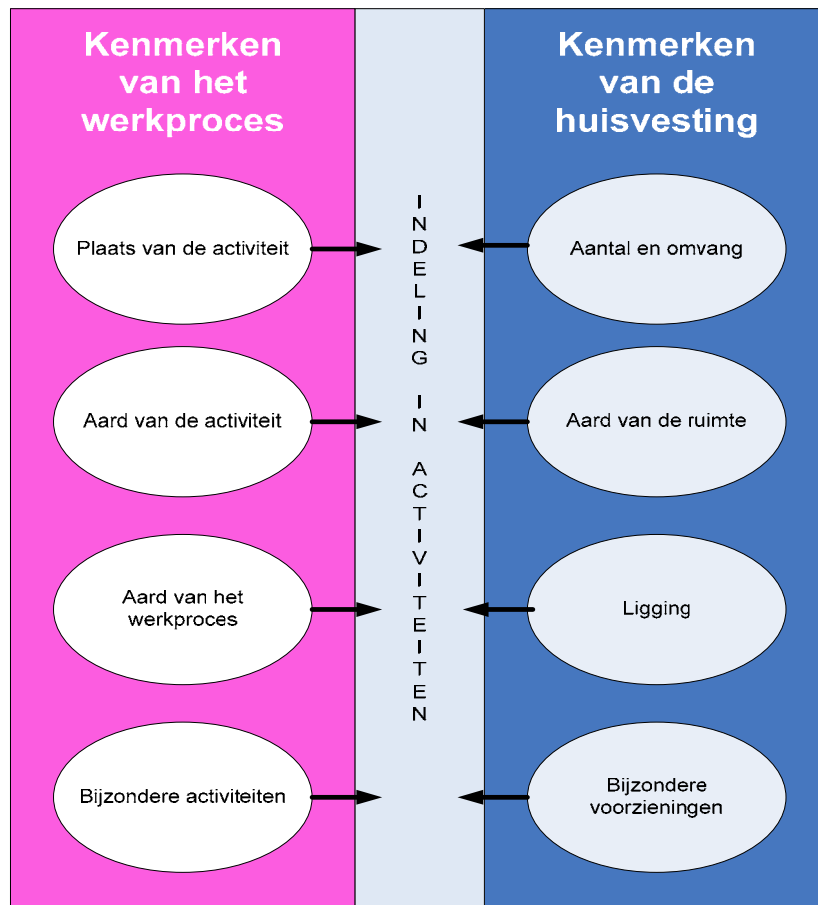 Kenmerken
van het
werkproces
Plaats van de activiteit
Aard van de activiteit
Aard van het
werkproces
Bijzondere activiteiten
INDELING IN ACTIVITEITEN
Kenmerken
van de
huisvesting
Aantal en omvang
Aard van de ruimte
Ligging
Bijzondere
voorzieningen